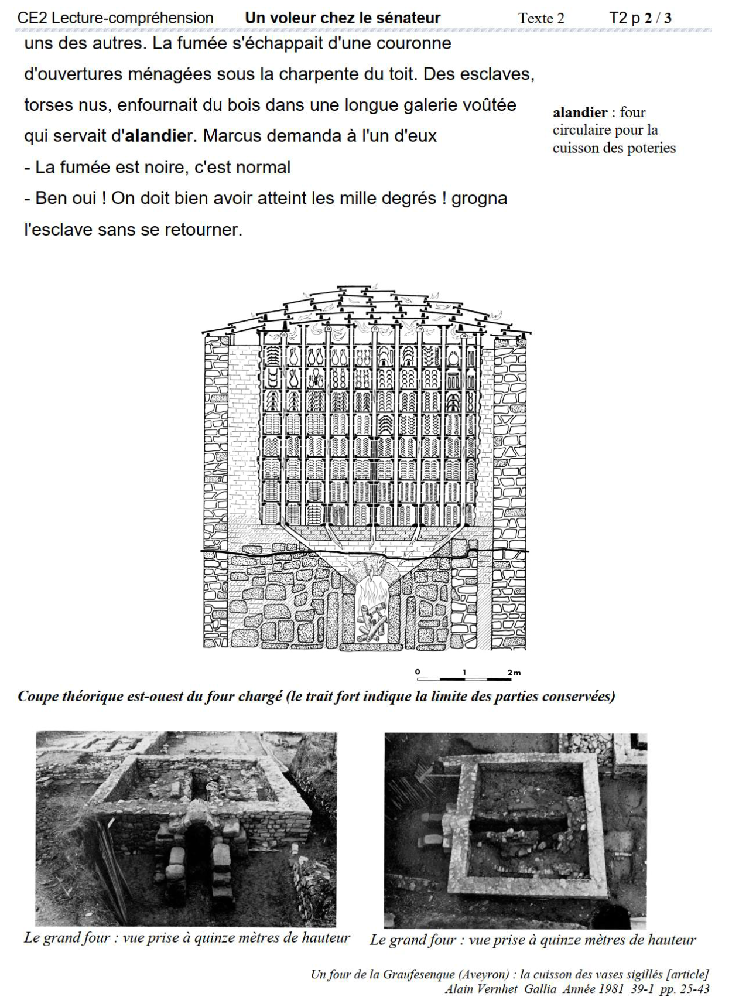 CE2 Lecture-compréhension Un voleur chez le sénateur Texte 2 T2 p 2 / 3
uns des autres. La fumée s'échappait d'une couronne
d'ouvertures ménagées sous la charpente du toit. Des esclaves,
torses nus, enfournait du bois dans une longue galerie voûtée
qui servait d'alandier. Marcus demanda à l'un d'eux
- La fumée est noire, c'est normal
- Ben oui ! On doit bien avoir atteint les mille degrés ! grogna
l'esclave sans se retourner.
alandier : four
circulaire pour la
cuisson des poteries
0 1 2m
Coupe théorique est-ouest du four chargé (le trait fort indique la limite des parties conservées)
Le grand four : vue prise à quinze mètres de hauteur
Le grand four : vue prise à quinze mètres de hauteur
Un four de la Graufesenque (Aveyron) : la cuisson des vases sigillés [article]
Alain Vernhet Gallia Année 1981 39-1 pp. 25-43